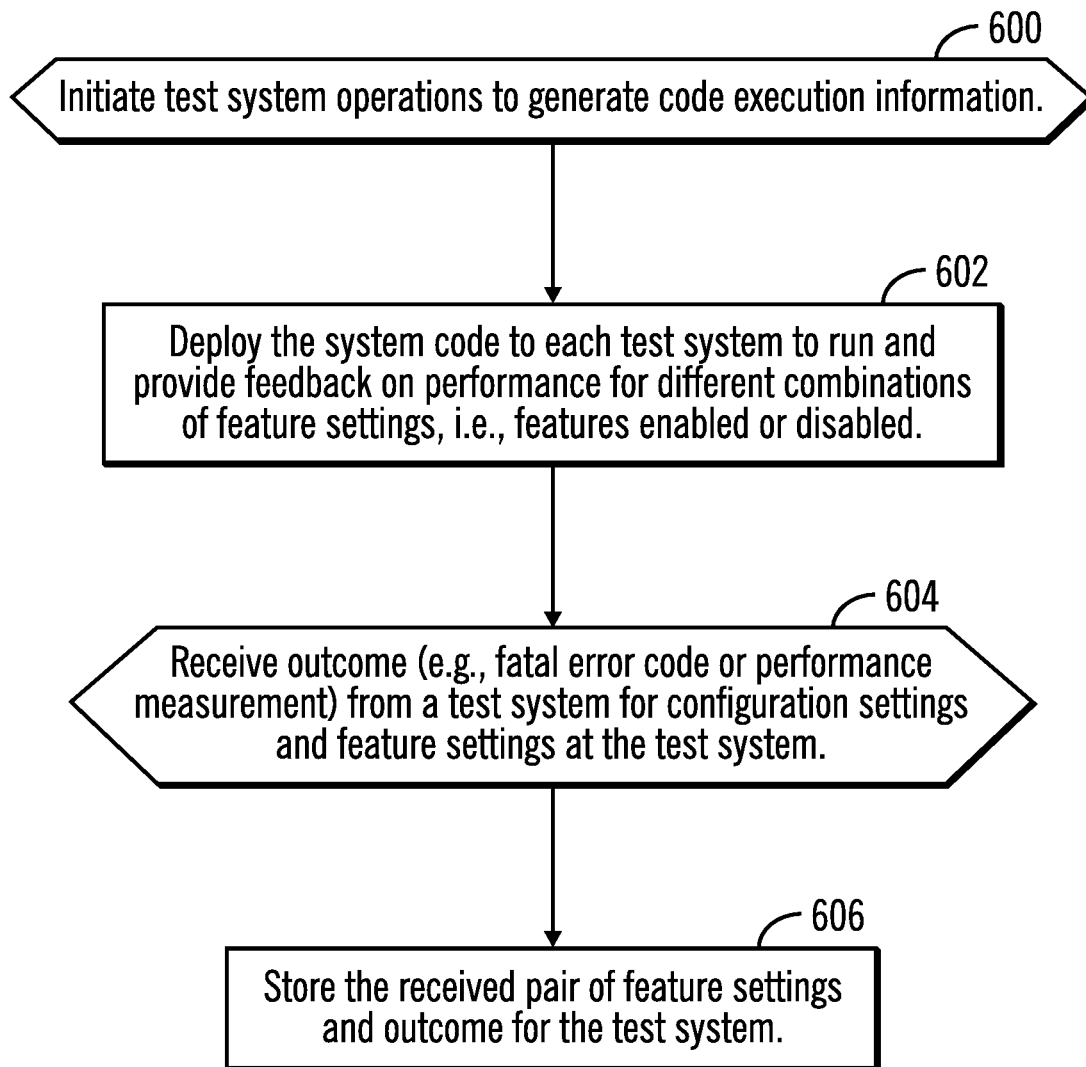 600
Initiate test system operations to generate code execution information.
602
Deploy the system code to each test system to run and
provide feedback on performance for different combinations
of feature settings, i.e., features enabled or disabled.
604
Receive outcome (e.g., fatal error code or performance
measurement) from a test system for configuration settings
and feature settings at the test system.
606
Store the received pair of feature settings
and outcome for the test system.